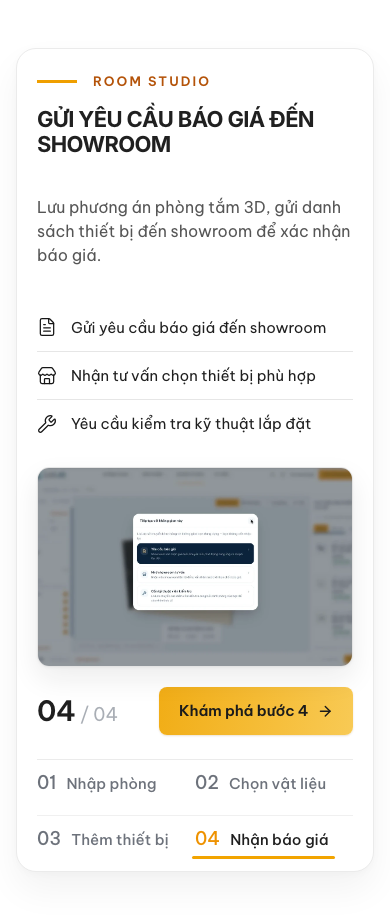 ROOM STUDIO
GỬI YÊU CẦU BÁO GIÁ ĐẾN
SHOWROOM
Lưu phương án phòng tắm 3D, gửi danh
sách thiết bị đến showroom để xác nhận
báo giá.
Gửi yêu cầu báo giá đến showroom
Nhận tư vấn chọn thiết bị phù hợp
Yêu cầu kiểm tra kỹ thuật lắp đặt
04 / 04
Khám phá bước 4 →
01 Nhập phòng
02 Chọn vật liệu
03 Thêm thiết bị
04 Nhận báo giá